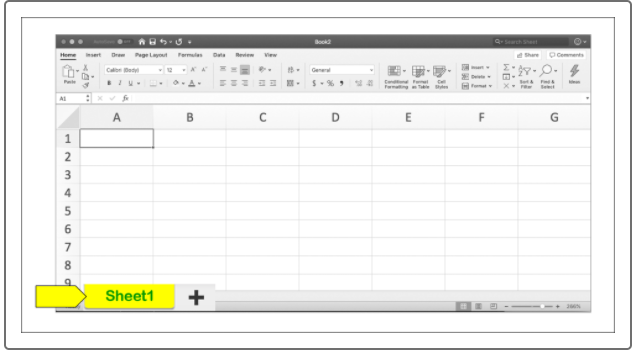 Book2
Search Sheet
Home Insert Draw Page Layout Formulas Data Review View
Share Comments
Calibri (Body) 12 A A General Insert
Paste B I U A $ % Conditional Formatting Format as Table Cell Styles Delete Format Sort & Filter Find & Select Ideas
A1 fx
A B C D E F G
1
2
3
4
5
6
7
8
9
Sheet1 +
200%